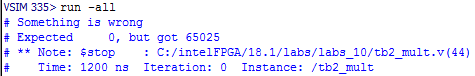 VSIM 335> run -all
# Something is wrong
# Expected     0, but got 65025
# ** Note: $stop    : C:/intelFPGA/18.1/labs/labs_10/tb2_mult.v(44)
#    Time: 1200 ns  Iteration: 0  Instance: /tb2_mult